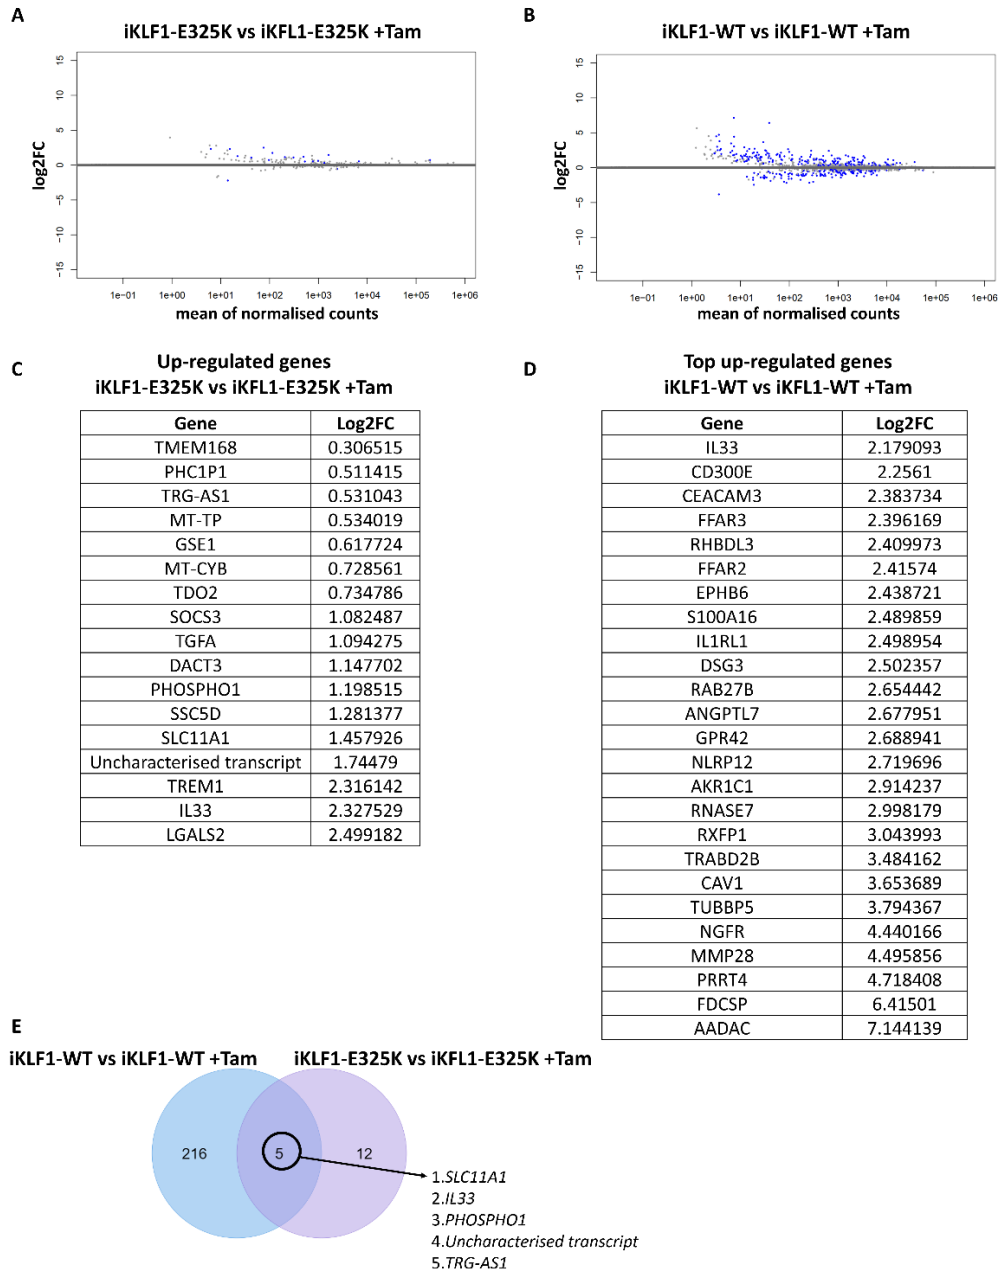 A
iKLF1-E325K vs iKFL1-E325K +Tam
log2FC
15
10
5
0
−5
−10
−15
1e−01 1e+00 1e+01 1e+02 1e+03 1e+04 1e+05 1e+06
mean of normalised counts
B
iKLF1-WT vs iKLF1-WT +Tam
log2FC
15
10
5
0
−5
−10
−15
1e−01 1e+00 1e+01 1e+02 1e+03 1e+04 1e+05 1e+06
mean of normalised counts
C
Up-regulated genes
iKLF1-E325K vs iKFL1-E325K +Tam
Gene Log2FC
TMEM168 0.306515
PHC1P1 0.511415
TRG-AS1 0.531043
MT-TP 0.534019
GSE1 0.617724
MT-CYB 0.728561
TDO2 0.734786
SOCS3 1.082487
TGFA 1.094275
DACT3 1.147702
PHOSPHO1 1.198515
SSC5D 1.281377
SLC11A1 1.457926
Uncharacterised transcript 1.74479
TREM1 2.316142
IL33 2.327529
LGALS2 2.499182
D
Top up-regulated genes
iKLF1-WT vs iKFL1-WT +Tam
Gene Log2FC
IL33 2.179093
CD300E 2.2561
CEACAM3 2.383734
FFAR3 2.396169
RHBDL3 2.409973
FFAR2 2.41574
EPHB6 2.438721
S100A16 2.489859
IL1RL1 2.498954
DSG3 2.502357
RAB27B 2.654442
ANGPTL7 2.677951
GPR42 2.688941
NLRP12 2.719696
AKR1C1 2.914237
RNASE7 2.998179
RXFP1 3.043993
TRABD2B 3.484162
CAV1 3.653689
TUBBP5 3.794367
NGFR 4.440166
MMP28 4.495856
PRRT4 4.718408
FDCSP 6.41501
AADAC 7.144139
E
iKLF1-WT vs iKLF1-WT +Tam
iKLF1-E325K vs iKFL1-E325K +Tam
216 5 12
1.SLC11A1
2.IL33
3.PHOSPHO1
4.Uncharacterised transcript
5.TRG-AS1